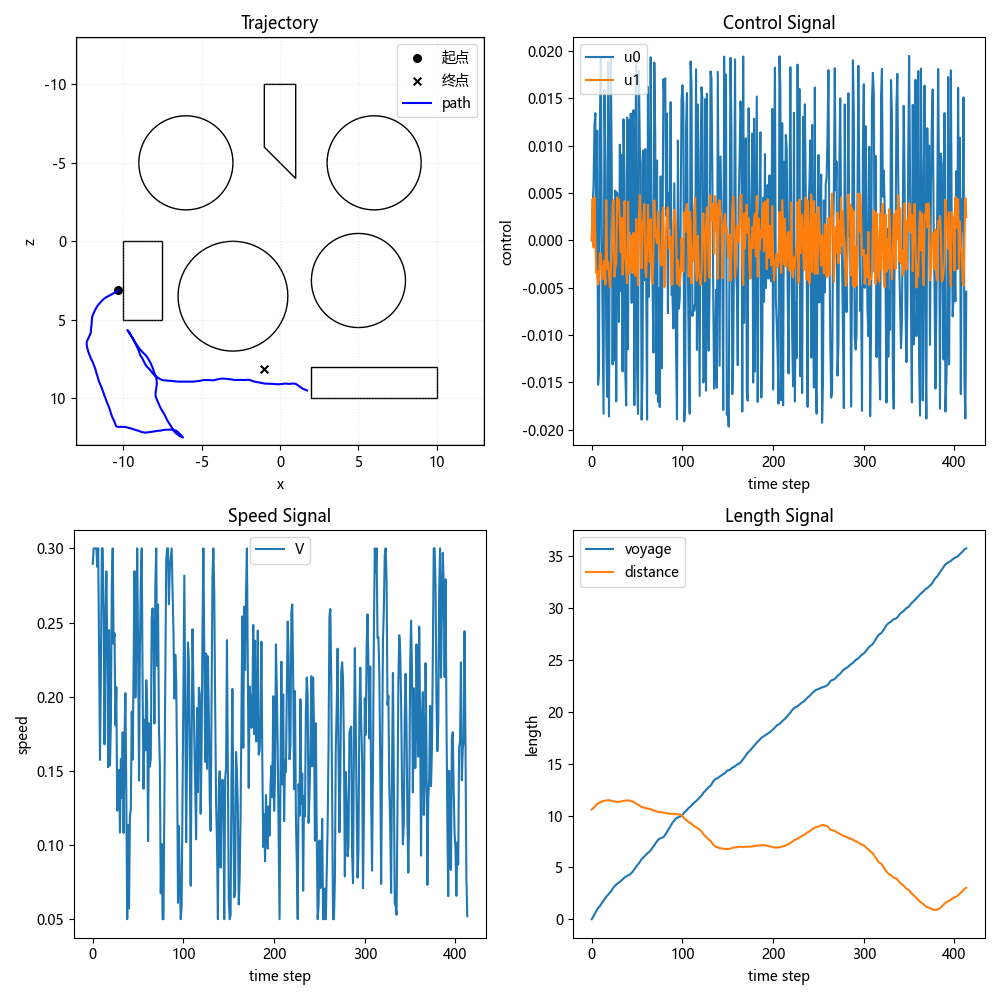 Trajectory
起点
终点
path
-10
-5
0
5
10
z
-10
-5
0
5
10
x
Control Signal
u0
u1
0.020
0.015
0.010
0.005
0.000
-0.005
-0.010
-0.015
-0.020
control
0
100
200
300
400
time step
Speed Signal
V
0.30
0.25
0.20
0.15
0.10
0.05
speed
0
100
200
300
400
time step
Length Signal
voyage
distance
35
30
25
20
15
10
5
0
length
0
100
200
300
400
time step